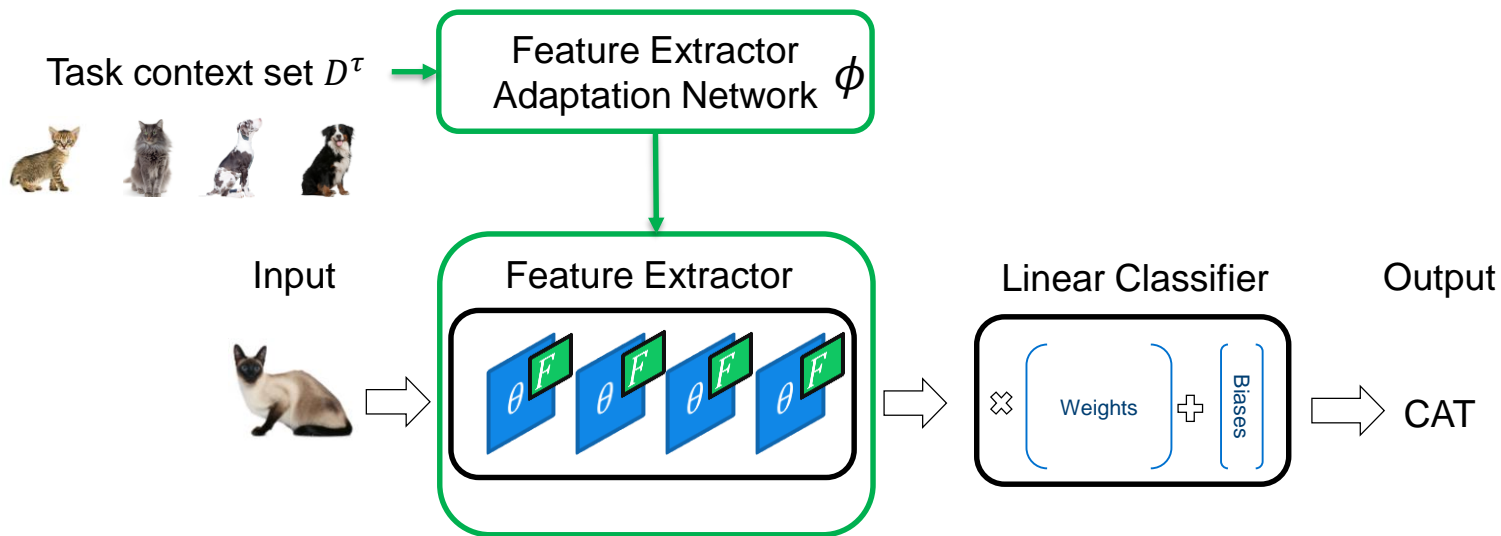 Task context set D^τ
Feature Extractor
Adaptation Network ϕ
Input
Feature Extractor
θ F θ F θ F θ F
Linear Classifier
Weights
Biases
Output
CAT